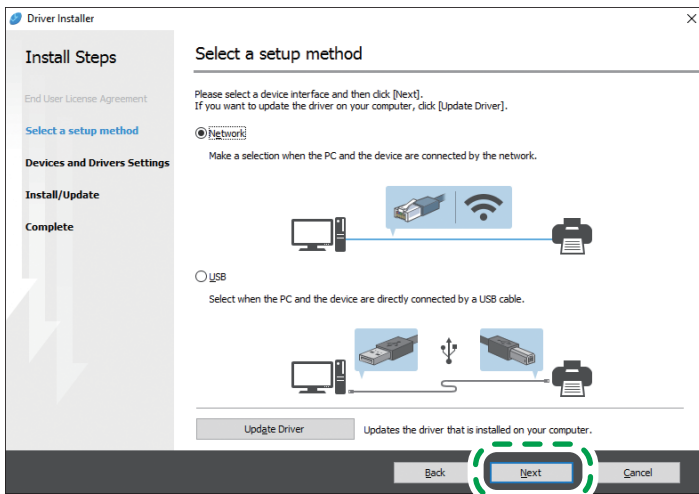 Driver Installer
Install Steps
End User License Agreement
Select a setup method
Devices and Drivers Settings
Install/Update
Complete
Select a setup method
Please select a device interface and then click [Next].
If you want to update the driver on your computer, click [Update Driver].
Network
Make a selection when the PC and the device are connected by the network.
USB
Select when the PC and the device are directly connected by a USB cable.
Update Driver
Updates the driver that is installed on your computer.
Back
Next
Cancel